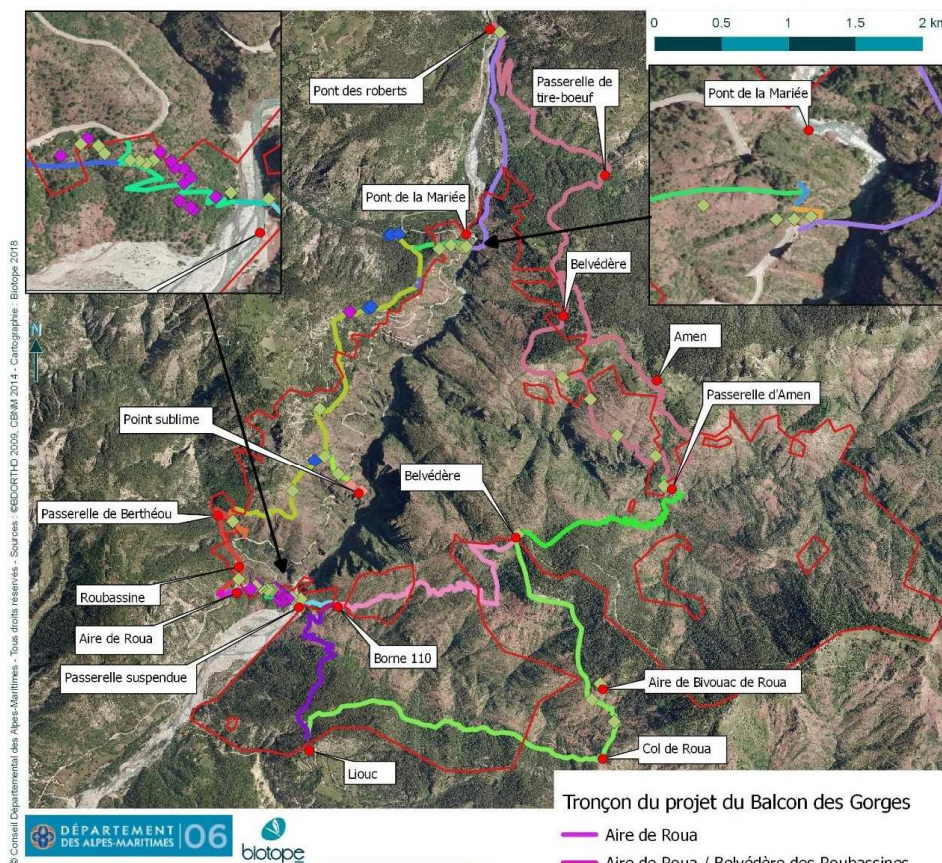 0 1 1.5 2 km
Pont des roberts
Passerelle de
tire-boeuf
Pont de la Mariée
Pont de la Mariée
Belvédère
N
Amen
Passerelle d'Amen
Point sublime
Belvédère
Passerelle de Berthéou
Roubassine
Aire de Roua
Passerelle suspendue
Borne 110
Aire de Bivouac de Roua
Col de Roua
Liouc
© Conseil Départemental des Alpes-Maritimes - Tous droits réservés - Sources : ©BDORTHO 2009, CBNM 2014 - Cartographie : Biotope 2018
DÉPARTEMENT
DES ALPES-MARITIMES 06
biotope
Tronçon du projet du Balcon des Gorges
Aire de Roua
Aire de Roua / Belvédère des Roubassines